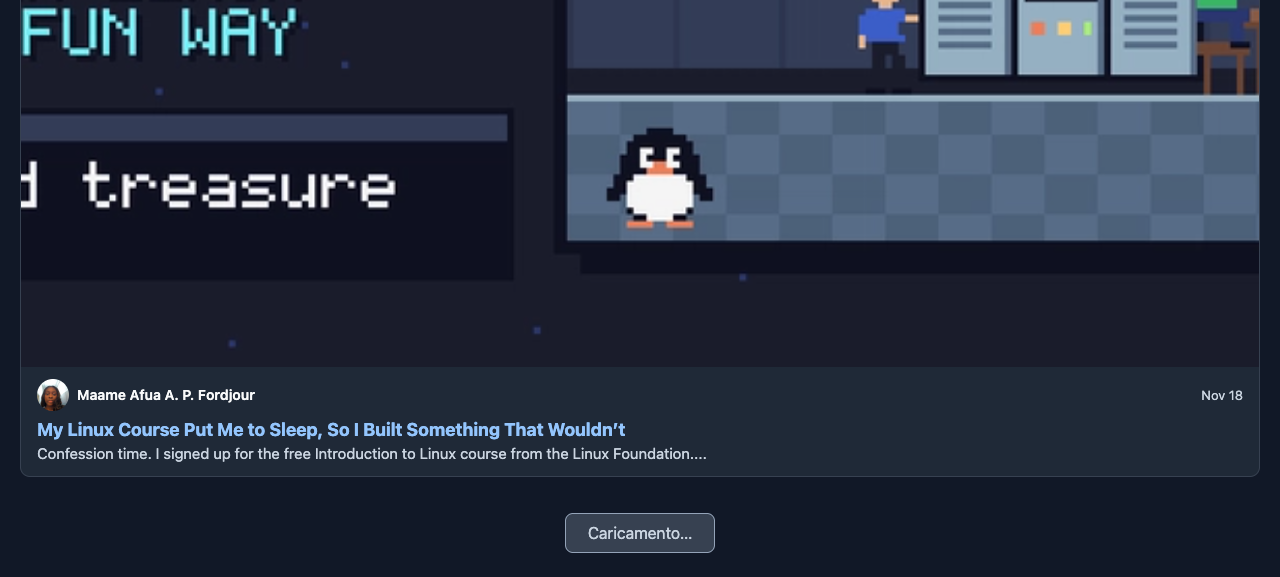 FUN WAY
d treasure
Maame Afua A. P. Fordjour
Nov 18
My Linux Course Put Me to Sleep, So I Built Something That Wouldn’t
Confession time. I signed up for the free Introduction to Linux course from the Linux Foundation....
Caricamento...